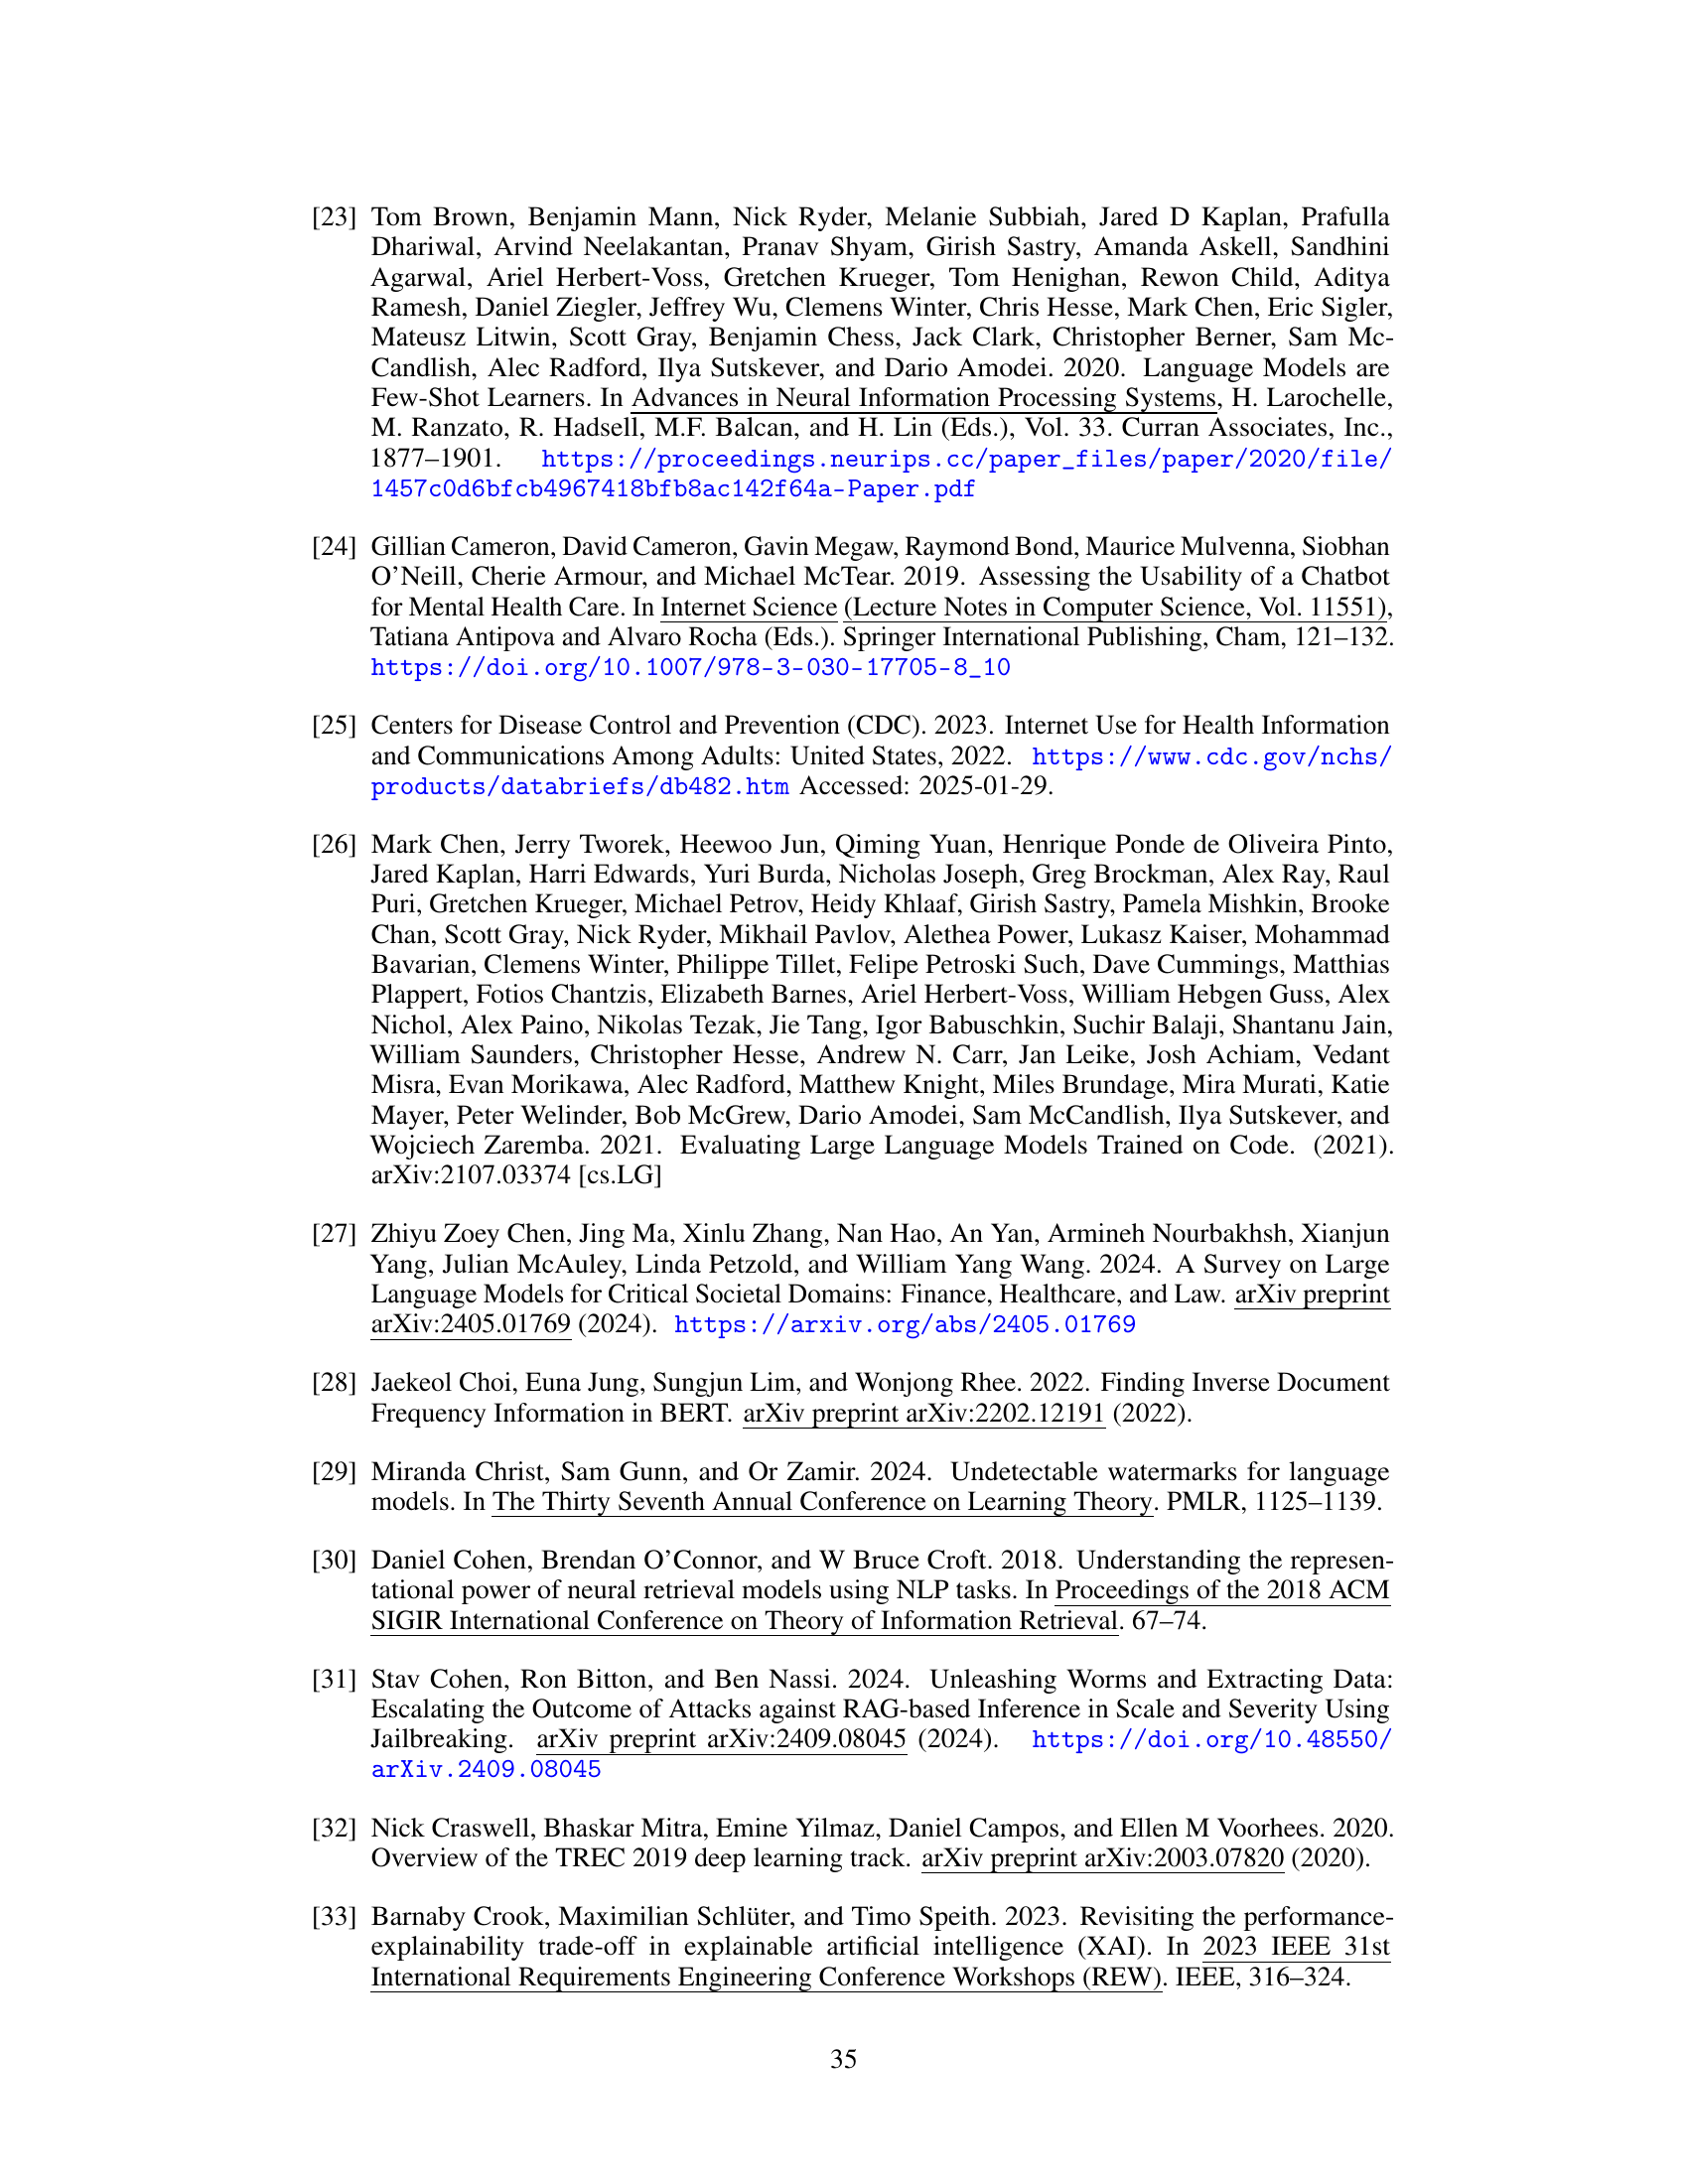 [23] Tom Brown, Benjamin Mann, Nick Ryder, Melanie Subbiah, Jared D Kaplan, Prafulla
Dhariwal, Arvind Neelakantan, Pranav Shyam, Girish Sastry, Amanda Askell, Sandhini
Agarwal, Ariel Herbert-Voss, Gretchen Krueger, Tom Henighan, Rewon Child, Aditya
Ramesh, Daniel Ziegler, Jeffrey Wu, Clemens Winter, Chris Hesse, Mark Chen, Eric Sigler,
Mateusz Litwin, Scott Gray, Benjamin Chess, Jack Clark, Christopher Berner, Sam Mc-
Candlish, Alec Radford, Ilya Sutskever, and Dario Amodei. 2020. Language Models are
Few-Shot Learners. In Advances in Neural Information Processing Systems, H. Larochelle,
M. Ranzato, R. Hadsell, M.F. Balcan, and H. Lin (Eds.), Vol. 33. Curran Associates, Inc.,
1877–1901. https://proceedings.neurips.cc/paper_files/paper/2020/file/
1457c0d6bfcb4967418bfb8ac142f64a-Paper.pdf
[24] Gillian Cameron, David Cameron, Gavin Megaw, Raymond Bond, Maurice Mulvenna, Siobhan
O’Neill, Cherie Armour, and Michael McTear. 2019. Assessing the Usability of a Chatbot
for Mental Health Care. In Internet Science (Lecture Notes in Computer Science, Vol. 11551),
Tatiana Antipova and Alvaro Rocha (Eds.). Springer International Publishing, Cham, 121–132.
https://doi.org/10.1007/978-3-030-17705-8_10
[25] Centers for Disease Control and Prevention (CDC). 2023. Internet Use for Health Information
and Communications Among Adults: United States, 2022. https://www.cdc.gov/nchs/
products/databriefs/db482.htm Accessed: 2025-01-29.
[26] Mark Chen, Jerry Tworek, Heewoo Jun, Qiming Yuan, Henrique Ponde de Oliveira Pinto,
Jared Kaplan, Harri Edwards, Yuri Burda, Nicholas Joseph, Greg Brockman, Alex Ray, Raul
Puri, Gretchen Krueger, Michael Petrov, Heidy Khlaaf, Girish Sastry, Pamela Mishkin, Brooke
Chan, Scott Gray, Nick Ryder, Mikhail Pavlov, Alethea Power, Lukasz Kaiser, Mohammad
Bavarian, Clemens Winter, Philippe Tillet, Felipe Petroski Such, Dave Cummings, Matthias
Plappert, Fotios Chantzis, Elizabeth Barnes, Ariel Herbert-Voss, William Hebgen Guss, Alex
Nichol, Alex Paino, Nikolas Tezak, Jie Tang, Igor Babuschkin, Suchir Balaji, Shantanu Jain,
William Saunders, Christopher Hesse, Andrew N. Carr, Jan Leike, Josh Achiam, Vedant
Misra, Evan Morikawa, Alec Radford, Matthew Knight, Miles Brundage, Mira Murati, Katie
Mayer, Peter Welinder, Bob McGrew, Dario Amodei, Sam McCandlish, Ilya Sutskever, and
Wojciech Zaremba. 2021. Evaluating Large Language Models Trained on Code. (2021).
arXiv:2107.03374 [cs.LG]
[27] Zhiyu Zoey Chen, Jing Ma, Xinlu Zhang, Nan Hao, An Yan, Armineh Nourbakhsh, Xianjun
Yang, Julian McAuley, Linda Petzold, and William Yang Wang. 2024. A Survey on Large
Language Models for Critical Societal Domains: Finance, Healthcare, and Law. arXiv preprint
arXiv:2405.01769 (2024). https://arxiv.org/abs/2405.01769
[28] Jaekeol Choi, Euna Jung, Sungjun Lim, and Wonjong Rhee. 2022. Finding Inverse Document
Frequency Information in BERT. arXiv preprint arXiv:2202.12191 (2022).
[29] Miranda Christ, Sam Gunn, and Or Zamir. 2024. Undetectable watermarks for language
models. In The Thirty Seventh Annual Conference on Learning Theory. PMLR, 1125–1139.
[30] Daniel Cohen, Brendan O’Connor, and W Bruce Croft. 2018. Understanding the represen-
tational power of neural retrieval models using NLP tasks. In Proceedings of the 2018 ACM
SIGIR International Conference on Theory of Information Retrieval. 67–74.
[31] Stav Cohen, Ron Bitton, and Ben Nassi. 2024. Unleashing Worms and Extracting Data:
Escalating the Outcome of Attacks against RAG-based Inference in Scale and Severity Using
Jailbreaking. arXiv preprint arXiv:2409.08045 (2024). https://doi.org/10.48550/
arXiv.2409.08045
[32] Nick Craswell, Bhaskar Mitra, Emine Yilmaz, Daniel Campos, and Ellen M Voorhees. 2020.
Overview of the TREC 2019 deep learning track. arXiv preprint arXiv:2003.07820 (2020).
[33] Barnaby Crook, Maximilian Schlüter, and Timo Speith. 2023. Revisiting the performance-
explainability trade-off in explainable artificial intelligence (XAI). In 2023 IEEE 31st
International Requirements Engineering Conference Workshops (REW). IEEE, 316–324.
35